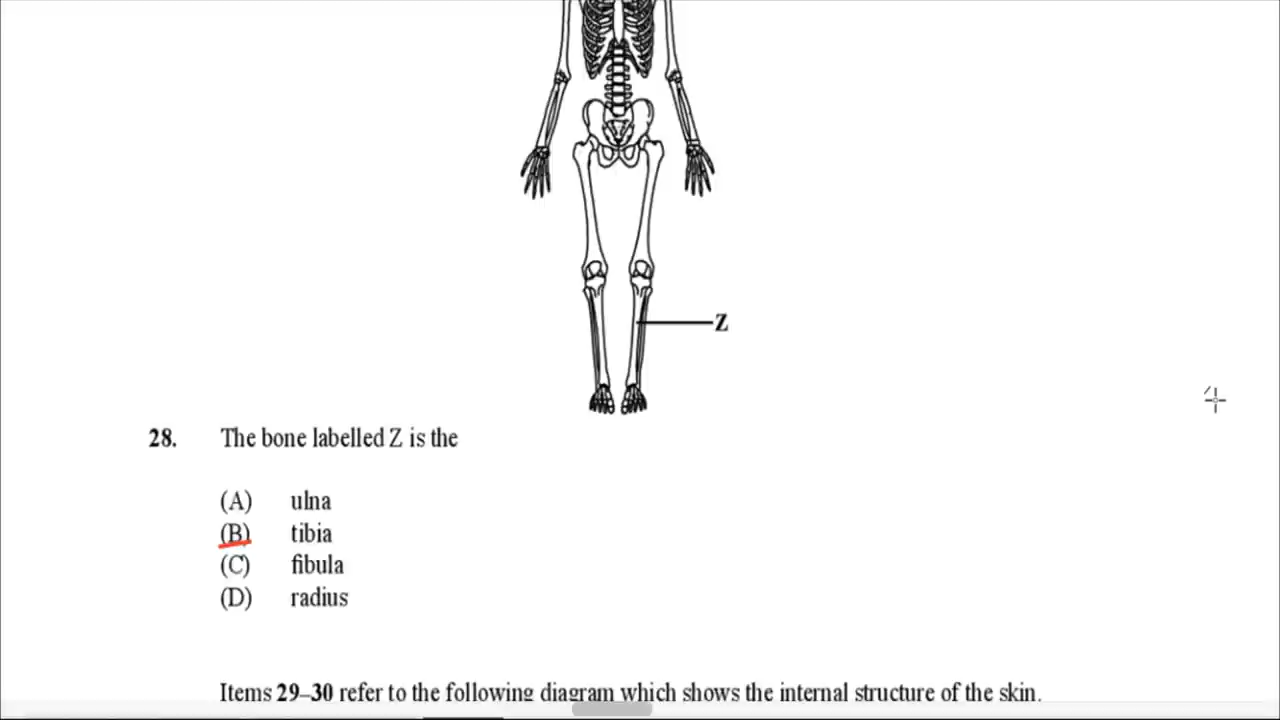 Z
28. The bone labelled Z is the
(A) ulna
(B) tibia
(C) fibula
(D) radius
Items 29–30 refer to the following diagram which shows the internal structure of the skin.